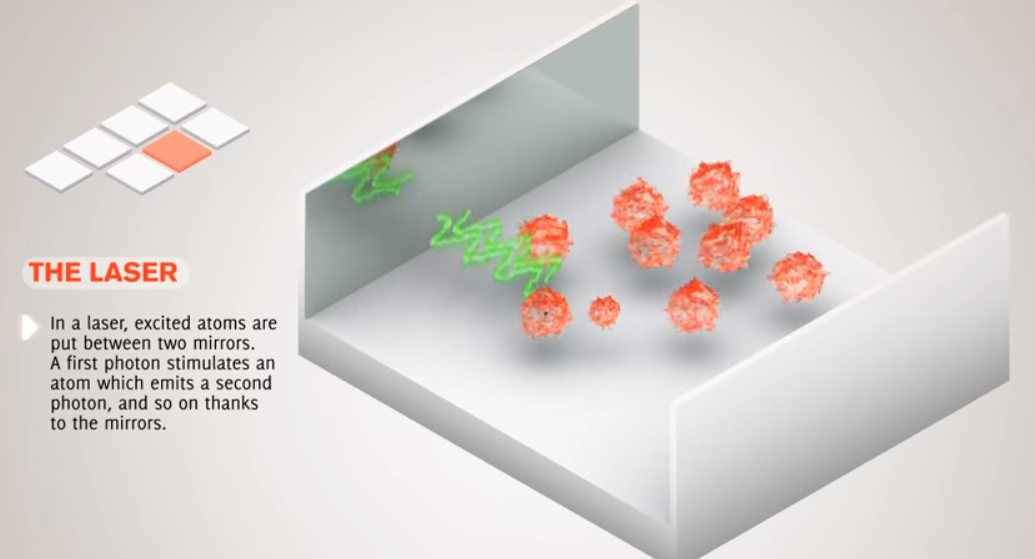 THE LASER
In a laser, excited atoms are
put between two mirrors.
A first photon stimulates an
atom which emits a second
photon, and so on thanks
to the mirrors.